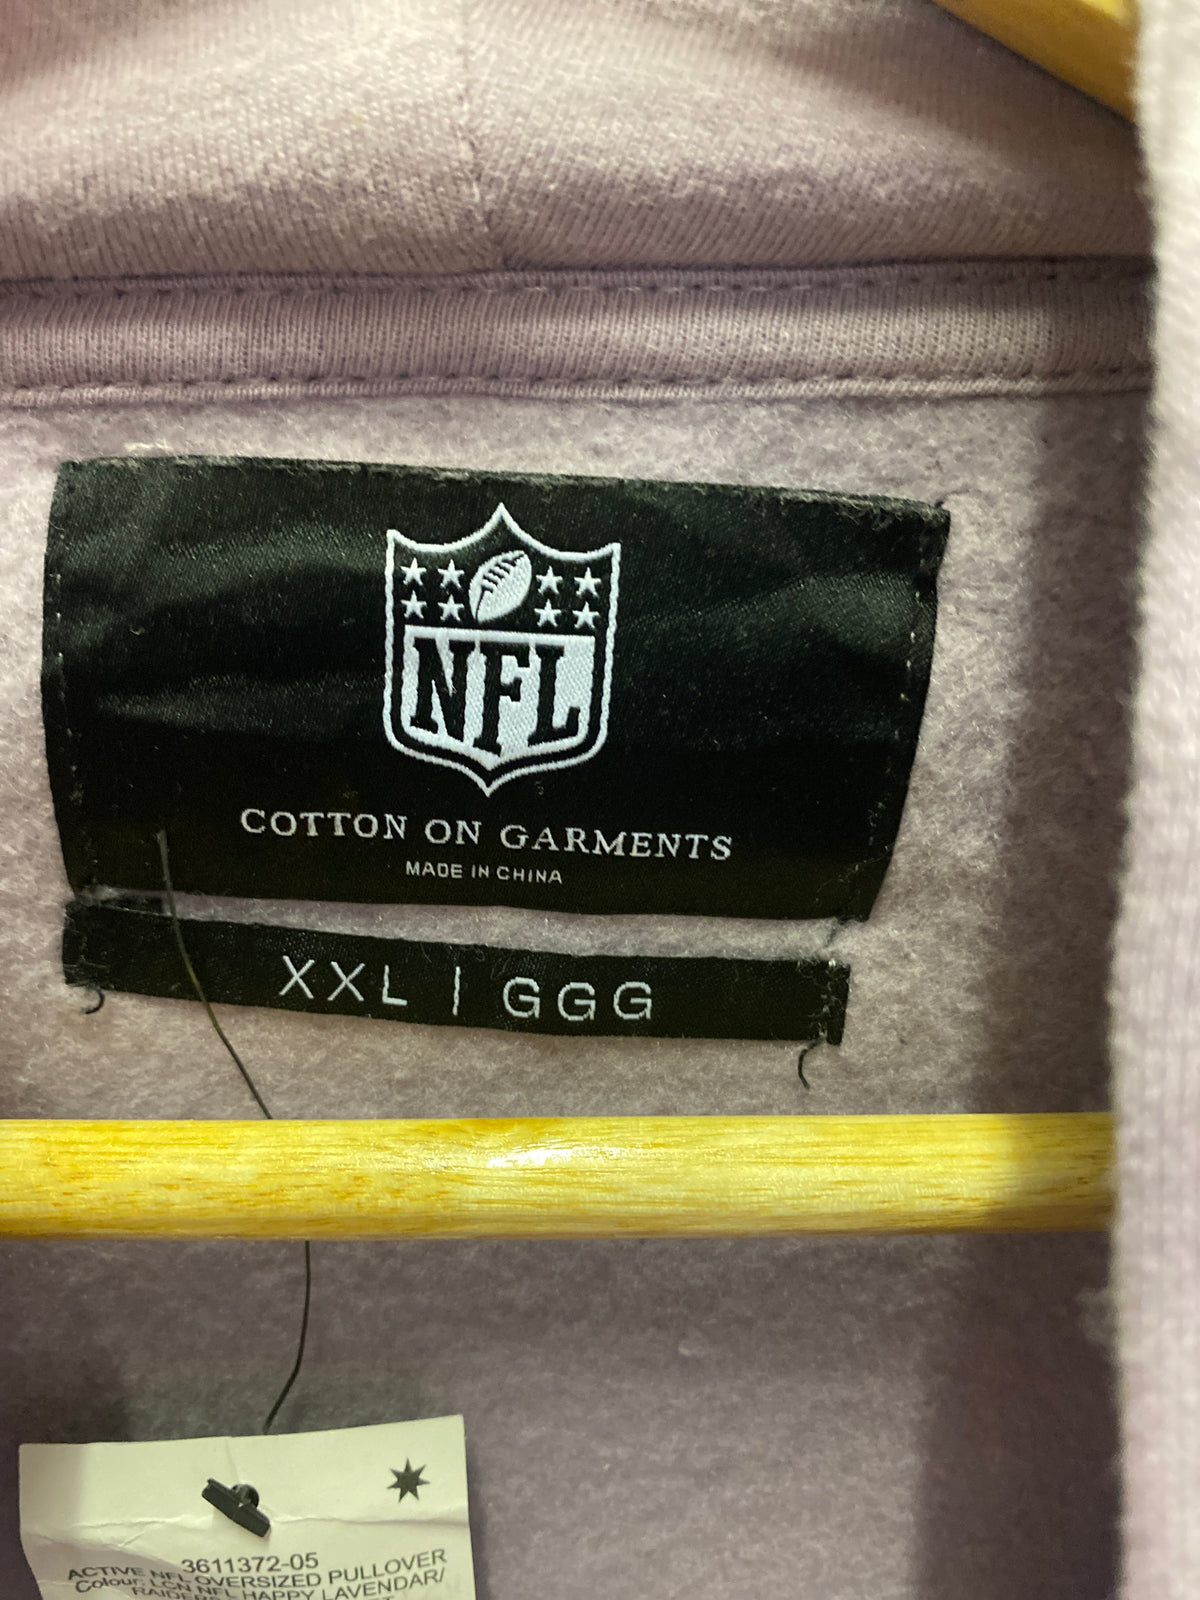 NFL
COTTON ON GARMENTS
MADE IN CHINA
XXL | GGG
3611372-05
ACTIVE NFL OVERSIZED PULLOVER
Colour: LCN NFL HAPPY LAVENDAR/